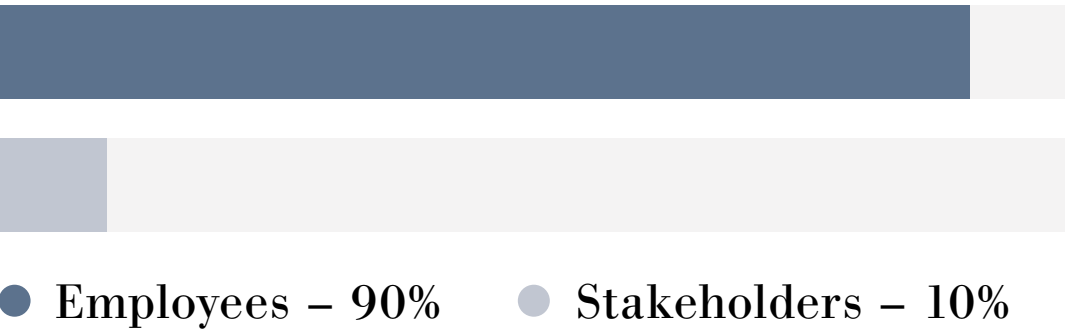 Employees – 90% Stakeholders – 10%